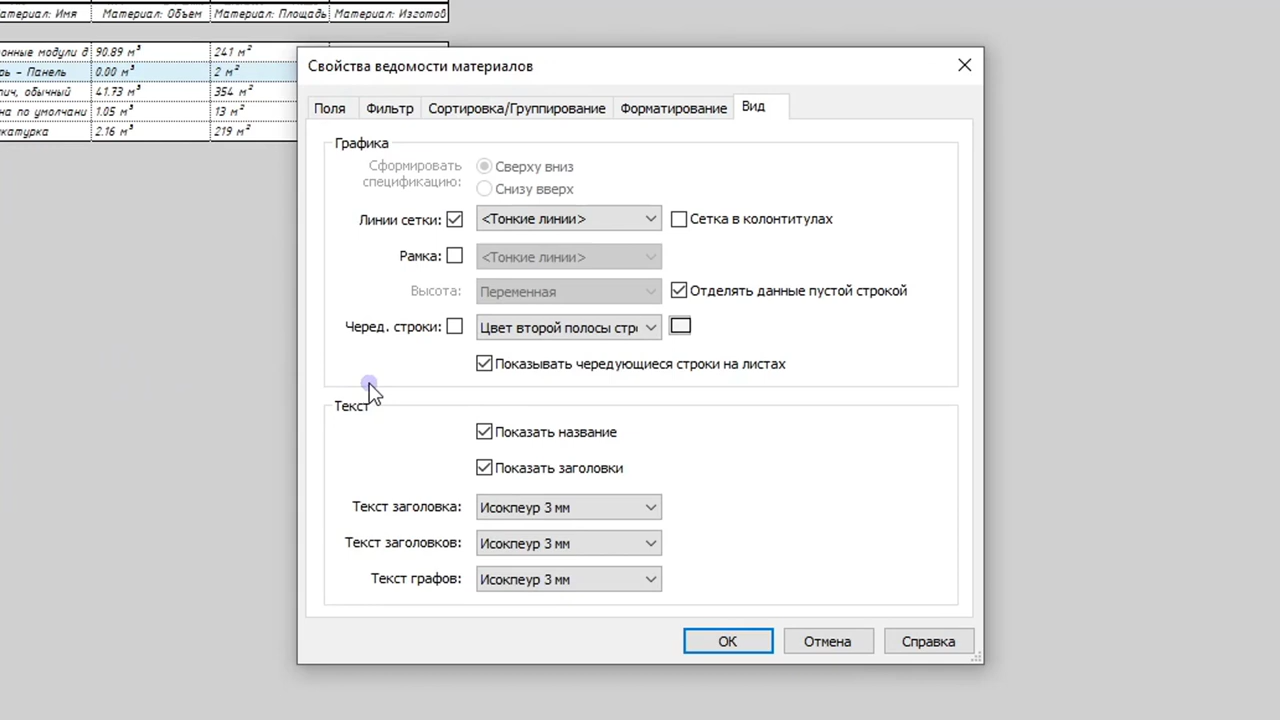 атериал: Имя Материал: Объем Материал: Площадь Материал: Изготов
онные модули д 90.89 м³ 241 м²
рь – Панель 0.00 м³ 2 м²
пич, обычный 41.73 м³ 354 м²
на по умолчани 1.05 м³ 13 м²
катурка 2.16 м³ 219 м²
Свойства ведомости материалов
Поля Фильтр Сортировка/Группирование Форматирование Вид
Графика
Сформировать спецификацию: Сверху вниз
Снизу вверх
Линии сетки: <Тонкие линии> Сетка в колонтитулах
Рамка: <Тонкие линии>
Высота: Переменная Отделять данные пустой строкой
Черед. строки: Цвет второй полосы стро
Показывать чередующиеся строки на листах
Текст
Показать название
Показать заголовки
Текст заголовка: Исокпеур 3 мм
Текст заголовков: Исокпеур 3 мм
Текст графов: Исокпеур 3 мм
ОК Отмена Справка